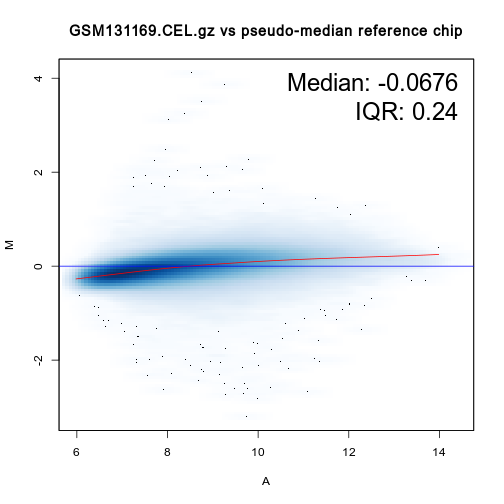 GSM131169.CEL.gz vs pseudo-median reference chip
Median: -0.0676
IQR: 0.24
4
2
0
-2
M
6 8 10 12 14
A